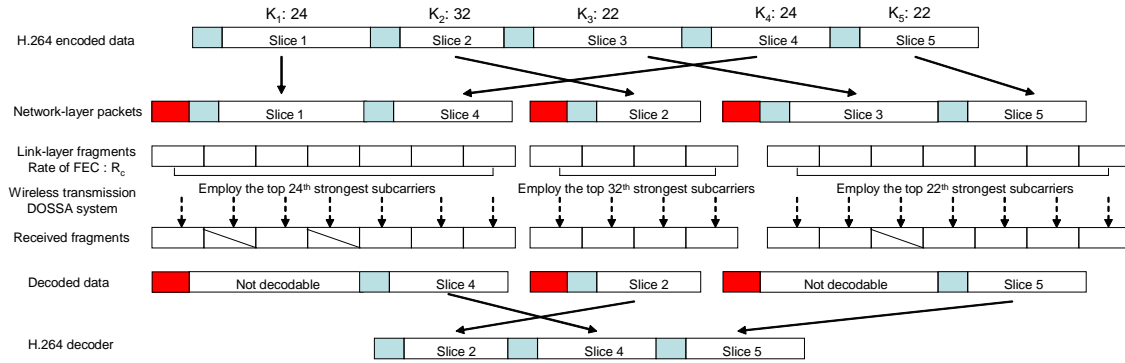 K1: 24 K2: 32 K3: 22 K4: 24 K5: 22
H.264 encoded data Slice 1 Slice 2 Slice 3 Slice 4 Slice 5
Network-layer packets Slice 1 Slice 4 Slice 2 Slice 3 Slice 5
Link-layer fragments
Rate of FEC : Rc
Employ the top 24th strongest subcarriers Employ the top 32th strongest subcarriers Employ the top 22th strongest subcarriers
Wireless transmission
DOSSA system
Received fragments
Decoded data Not decodable Slice 4 Slice 2 Not decodable Slice 5
H.264 decoder Slice 2 Slice 4 Slice 5